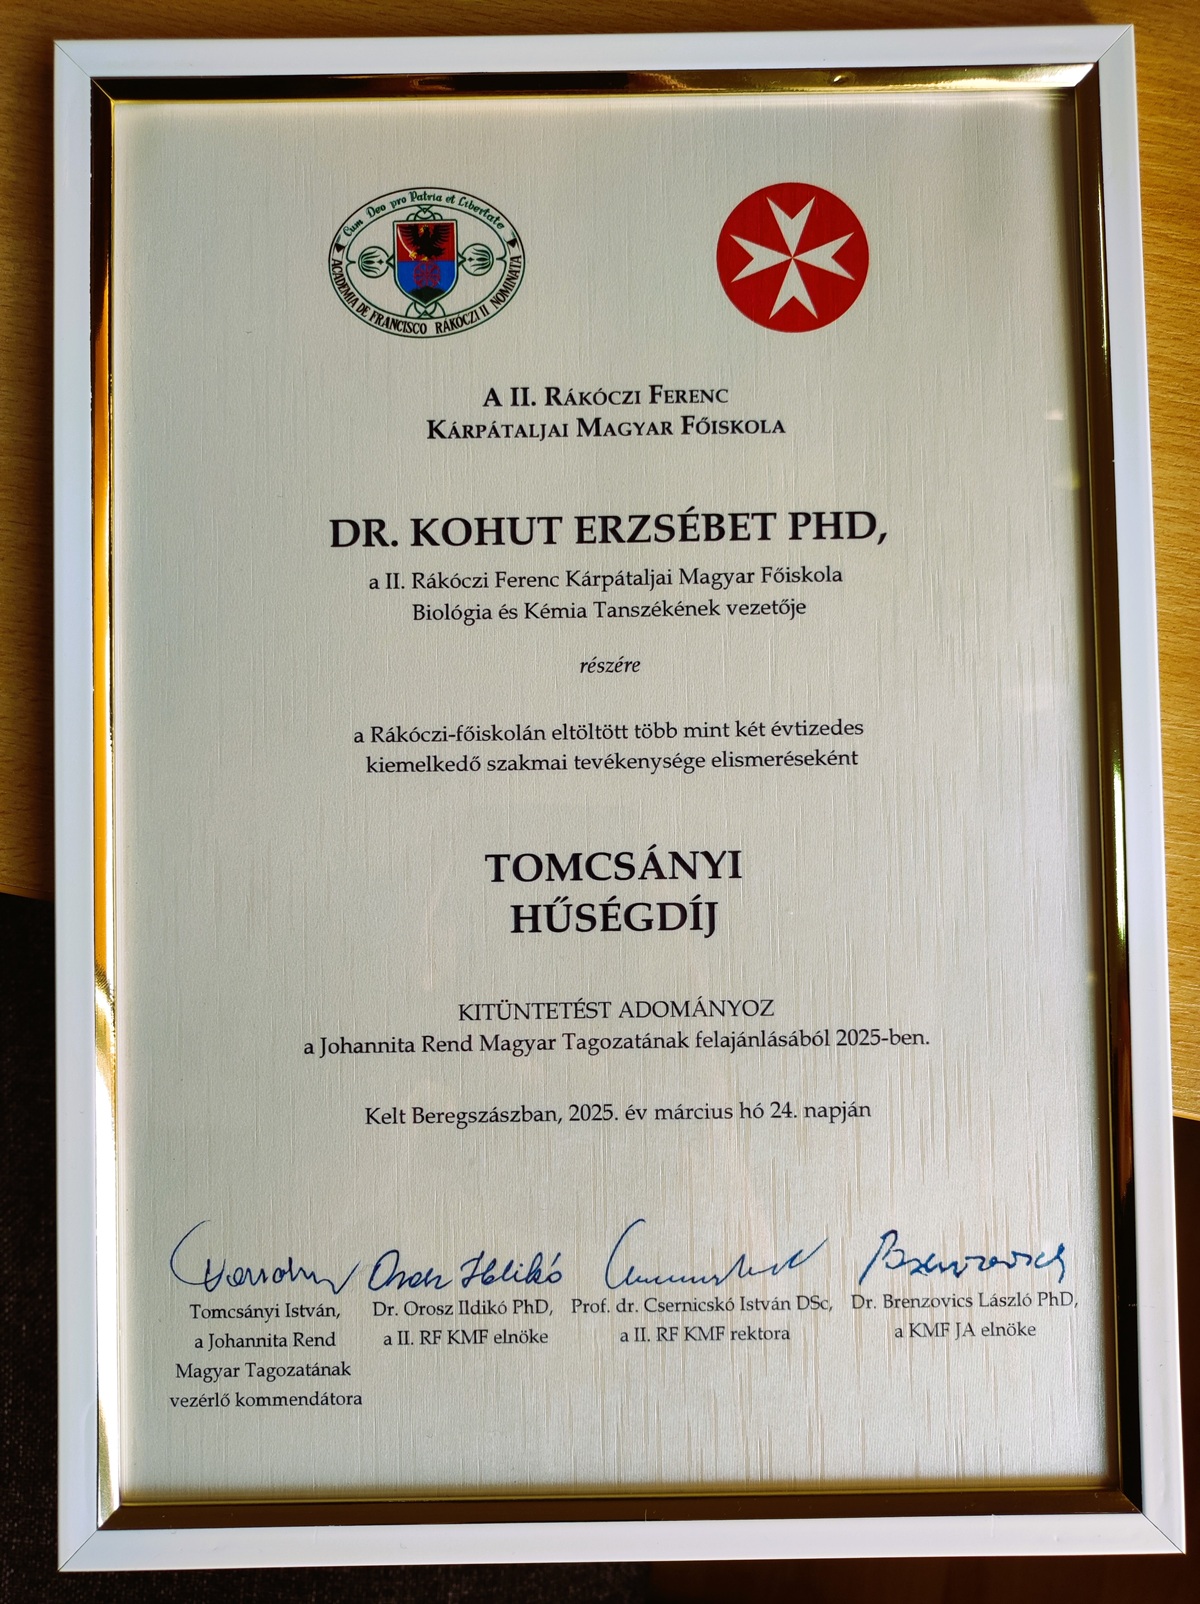 Cum Deo pro Patria et Libertate
ACADEMIA DE FRANCISCO RÁKÓCZI II NOMINATA
A II. RÁKÓCZI FERENC
KÁRPÁTALJAI MAGYAR FŐISKOLA
DR. KOHUT ERZSÉBET PHD,
a II. Rákóczi Ferenc Kárpátaljai Magyar Főiskola
Biológia és Kémia Tanszékének vezetője
részére
a Rákóczi-főiskolán eltöltött több mint két évtizedes
kiemelkedő szakmai tevékenysége elismeréseként
TOMCSÁNYI
HŰSÉGDÍJ
KITÜNTETÉST ADOMÁNYOZ
a Johannita Rend Magyar Tagozatának felajánlásából 2025-ben.
Kelt Beregszászban, 2025. év március hó 24. napján
Orosz Ildikó
Tomcsányi István,
a Johannita Rend
Magyar Tagozatának
vezérlő kommendátora
Dr. Orosz Ildikó PhD,
a II. RF KMF elnöke
Prof. dr. Csernicskó István DSc,
a II. RF KMF rektora
Dr. Brenzovics László PhD,
a KMF JA elnöke